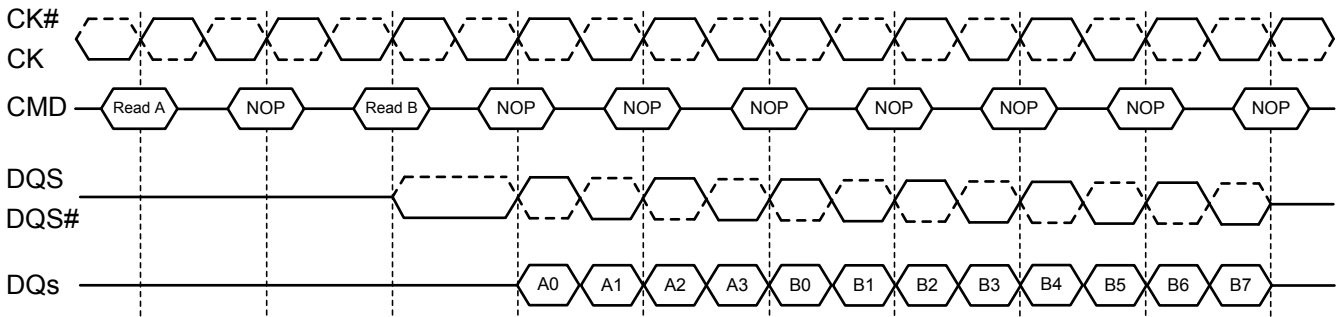 CK#
CK
CMD Read A NOP Read B NOP NOP NOP NOP NOP NOP NOP
DQS
DQS#
DQs A0 A1 A2 A3 B0 B1 B2 B3 B4 B5 B6 B7